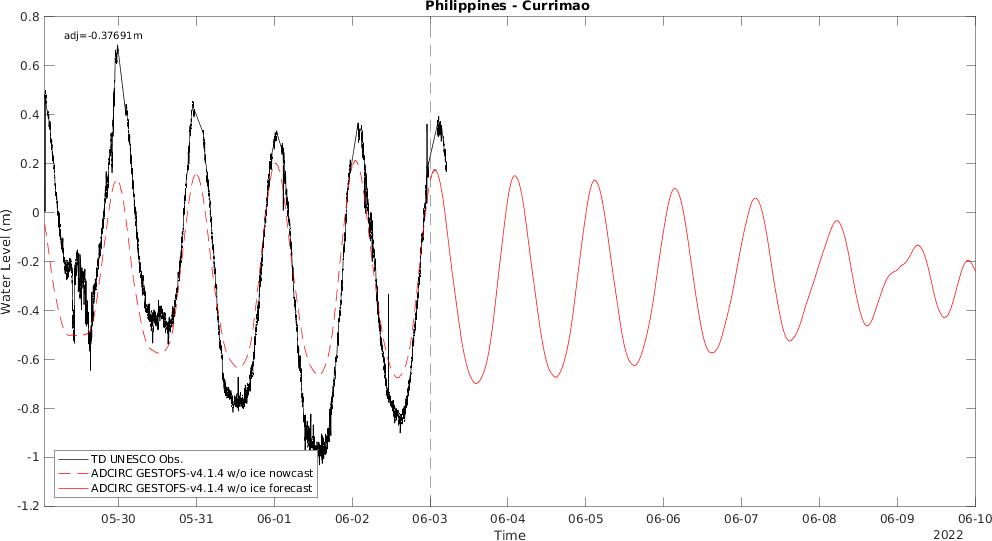 Philippines - Currimao
adj=-0.37691m
0.8
0.6
0.4
0.2
0
-0.2
-0.4
-0.6
-0.8
-1
-1.2
Water Level (m)
TD UNESCO Obs.
ADCIRC GESTOFS-v4.1.4 w/o ice nowcast
ADCIRC GESTOFS-v4.1.4 w/o ice forecast
05-30 05-31 06-01 06-02 06-03 06-04 06-05 06-06 06-07 06-08 06-09 06-10
Time
2022